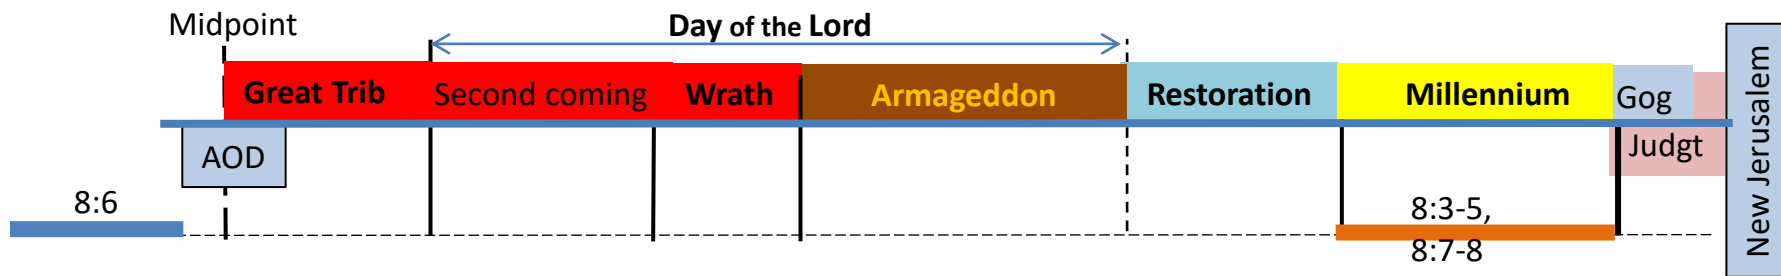 Midpoint
Day of the Lord
Great Trib
Second coming
Wrath
Armageddon
Restoration
Millennium
Gog
AOD
Judgt
New Jerusalem
8:6
8:3-5,
8:7-8